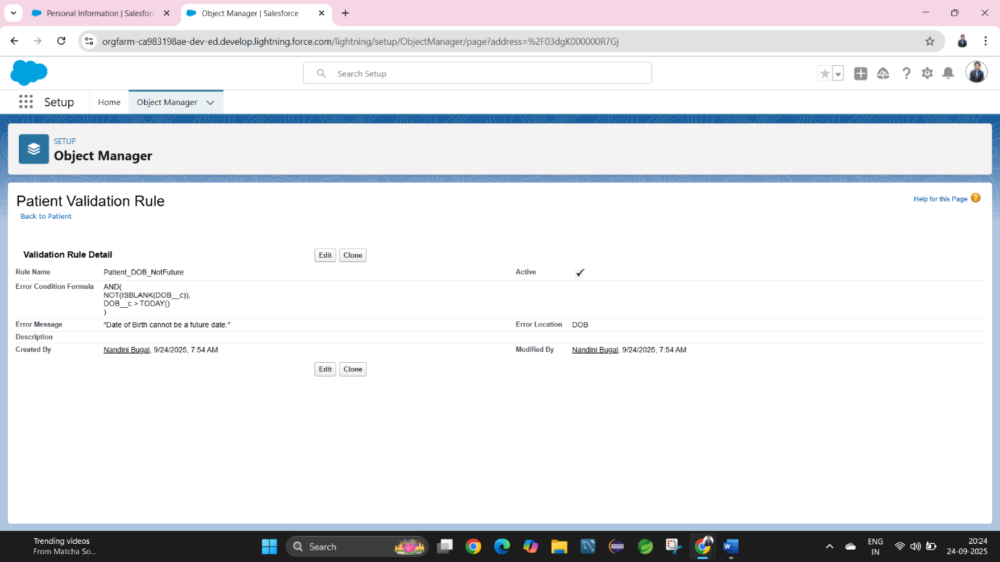 Personal Information | Salesforc
Object Manager | Salesforce
orgfarm-ca983198ae-dev-ed.develop.lightning.force.com/lightning/setup/ObjectManager/page?address=%2F03dgK000000R7Gj
Search Setup
Setup
Home
Object Manager
SETUP
Object Manager
Patient Validation Rule
Help for this Page
Back to Patient
Validation Rule Detail
Edit
Clone
Rule Name
Patient_DOB_NotFuture
Active
Error Condition Formula
AND(
NOT(ISBLANK(DOB__c)),
DOB__c > TODAY()
)
Error Message
"Date of Birth cannot be a future date."
Error Location
DOB
Description
Created By
Nandini Bugal, 9/24/2025, 7:54 AM
Modified By
Nandini Bugal, 9/24/2025, 7:54 AM
Edit
Clone
Trending videos
From Matcha So...
Search
ENG
IN
20:24
24-09-2025